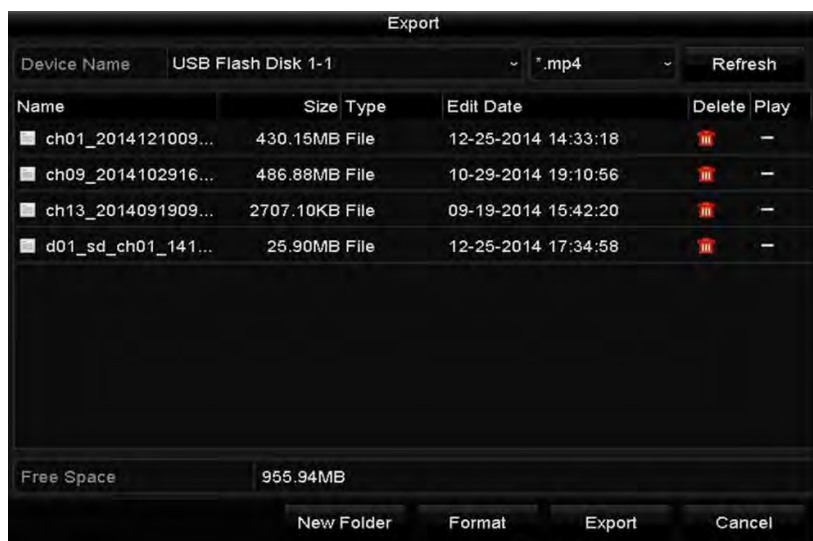 Export
Device Name USB Flash Disk 1-1 *.mp4 Refresh
Name Size Type Edit Date Delete Play
ch01_2014121009... 430.15MB File 12-25-2014 14:33:18
ch09_2014102916... 486.88MB File 10-29-2014 19:10:56
ch13_2014091909... 2707.10KB File 09-19-2014 15:42:20
d01_sd_ch01_141... 25.90MB File 12-25-2014 17:34:58
Free Space 955.94MB
New Folder Format Export Cancel